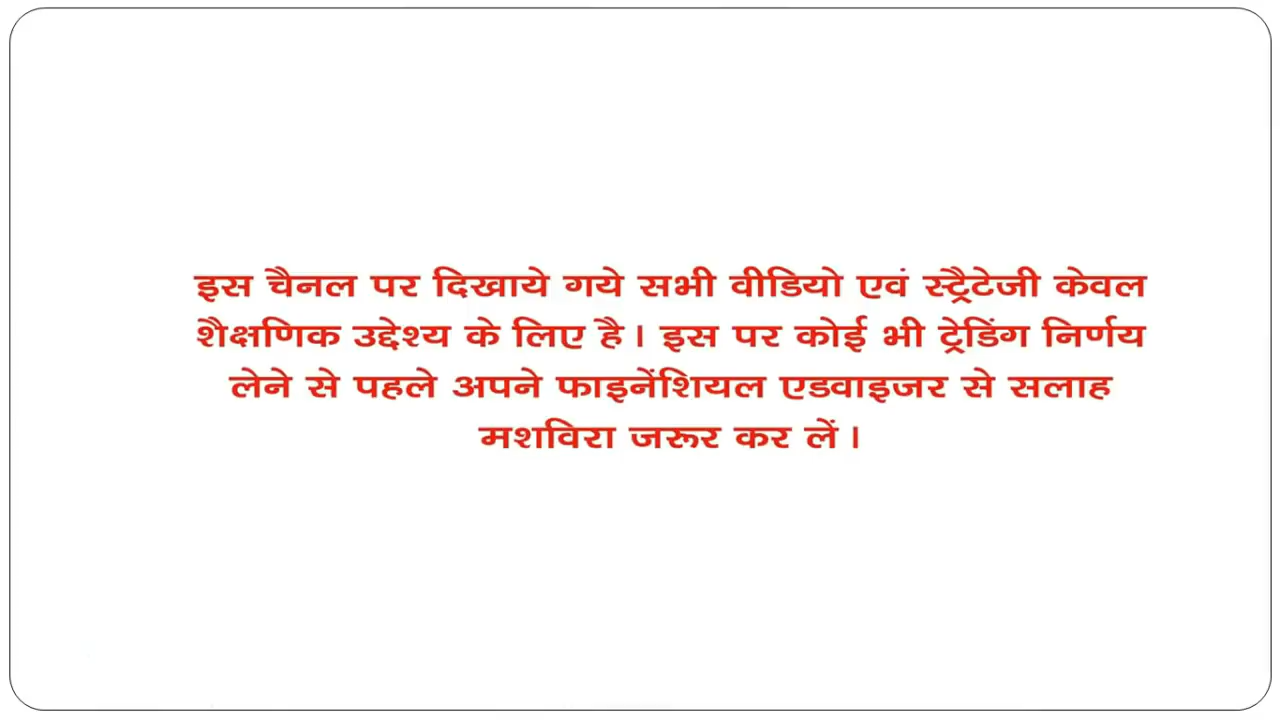 इस चैनल पर दिखाये गये सभी वीडियो एवं स्ट्रैटेजी केवल
शैक्षणिक उद्देश्य के लिए है। इस पर कोई भी ट्रेडिंग निर्णय
लेने से पहले अपने फाइनेंशियल एडवाइजर से सलाह
मशविरा जरूर कर लें।